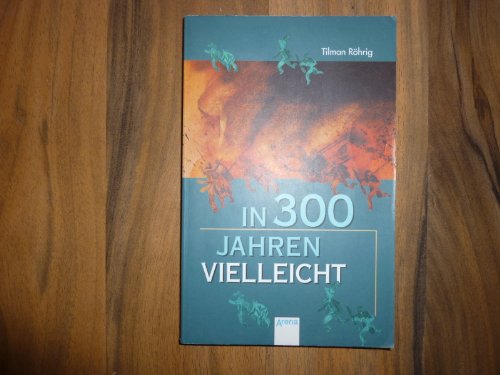 Tilman Röhrig
IN 300
JAHREN
VIELLEICHT
Arena